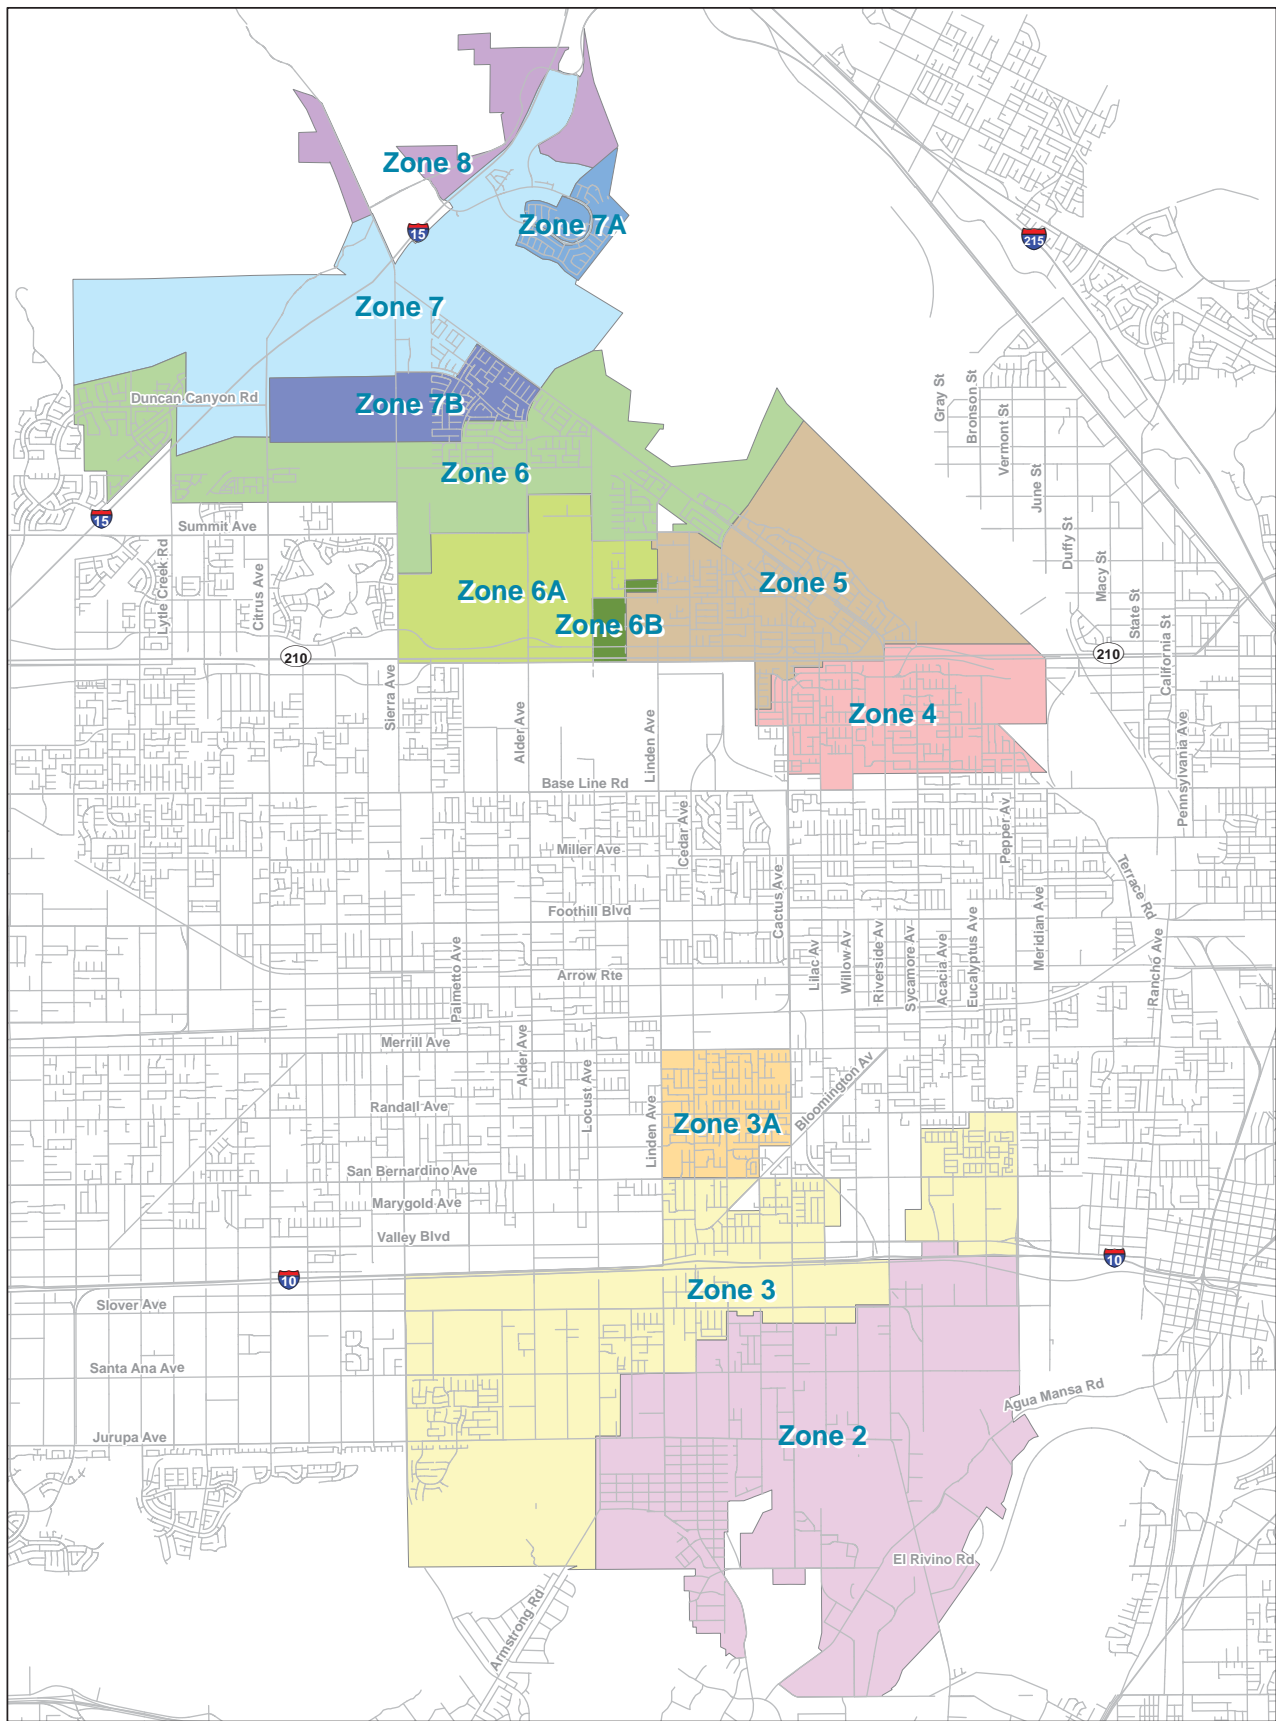 Zone 8
Zone 7A
15
215
Zone 7
Duncan Canyon Rd
Zone 7B
Gray St
Bronson St
Vermont St
Zone 6
June St
15
Summit Ave
Lytle Creek Rd
Citrus Ave
Duffy St
Macy St
State St
California St
Zone 6A
Zone 5
Zone 6B
210
210
Sierra Ave
Alder Ave
Linden Ave
Zone 4
Pennsylvania Ave
Base Line Rd
Cedar Ave
Pepper Av
Miller Ave
Terrace Rd
Cactus Ave
Foothill Blvd
Meridian Ave
Palmetto Ave
Lilac Av
Willow Av
Riverside Av
Sycamore Av
Acacia Ave
Eucalyptus Ave
Rancho Ave
Arrow Rte
Merrill Ave
Alder Ave
Locust Ave
Bloomington Av
Randall Ave
Linden Ave
Zone 3A
San Bernardino Ave
Marygold Ave
Valley Blvd
10
10
Zone 3
Slover Ave
Santa Ana Ave
Agua Mansa Rd
Jurupa Ave
Zone 2
El Rivino Rd
Armstrong Rd